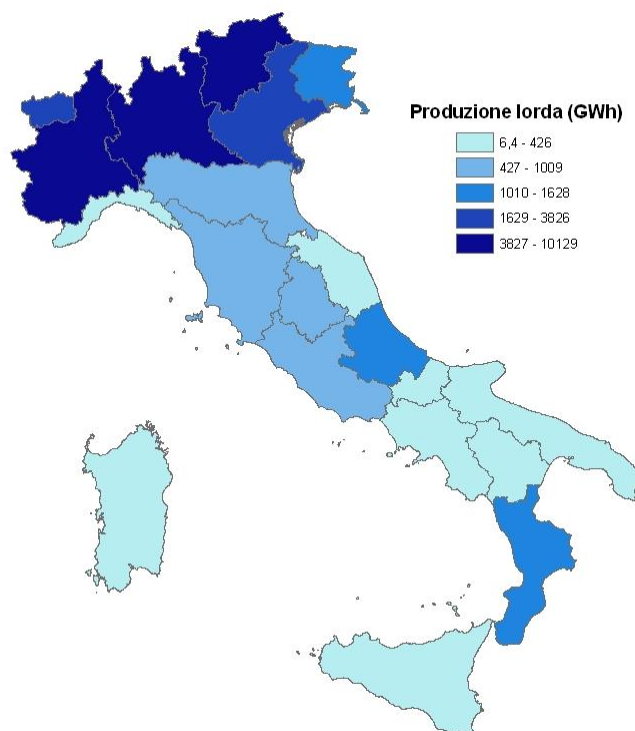 Produzione lorda (GWh)
6,4 - 426
427 - 1009
1010 - 1628
1629 - 3826
3827 - 10129